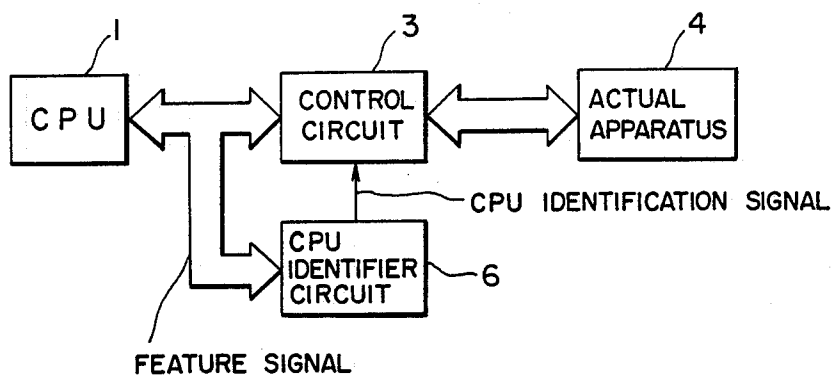 1
3
4
CPU
CONTROL
CIRCUIT
ACTUAL
APPARATUS
CPU IDENTIFICATION SIGNAL
CPU
IDENTIFIER
CIRCUIT
6
FEATURE SIGNAL